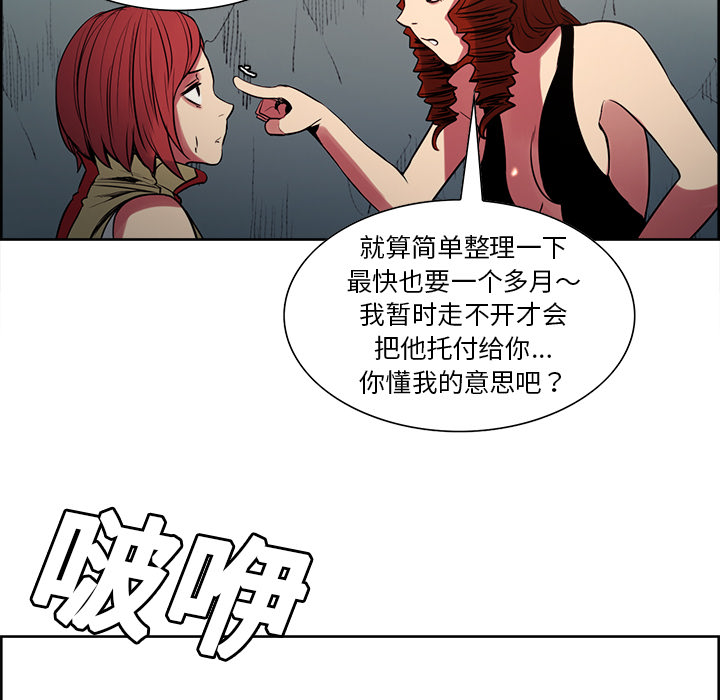 就算简单整理一下
最快也要一个多月～
我暂时走不开才会
把他托付给你...
你懂我的意思吧？
啵咿